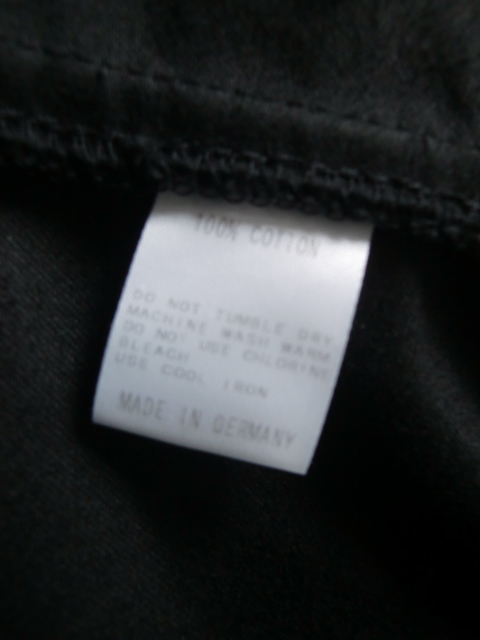 100% COTTON
DO NOT TUMBLE DRY
MACHINE WASH WARM
DO NOT USE CHLORINE
BLEACH
USE COOL IRON
MADE IN GERMANY